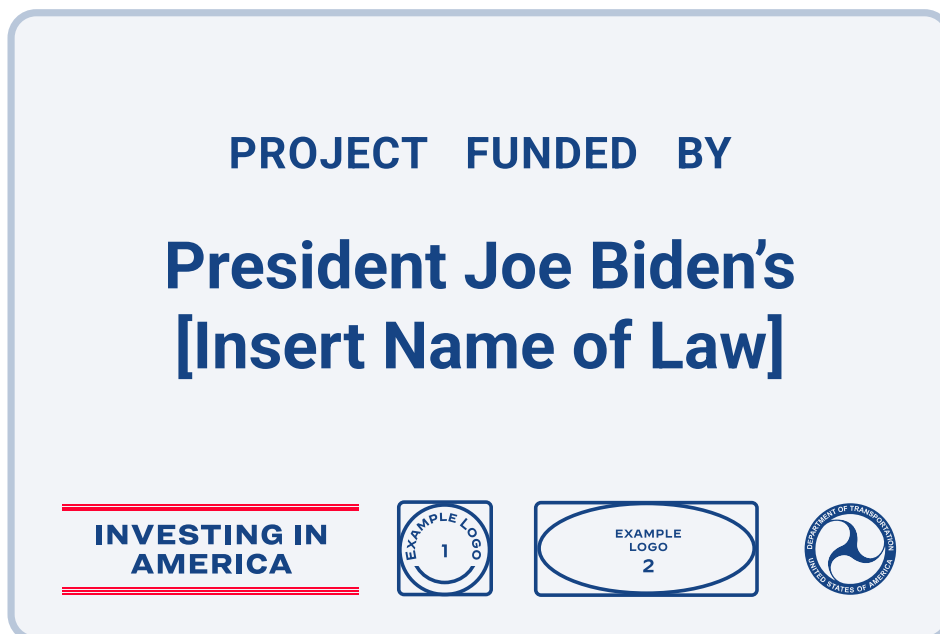 PROJECT FUNDED BY
President Joe Biden’s
[Insert Name of Law]
INVESTING IN
AMERICA
EXAMPLE LOGO
1
EXAMPLE
LOGO
2
DEPARTMENT OF TRANSPORTATION
UNITED STATES OF AMERICA